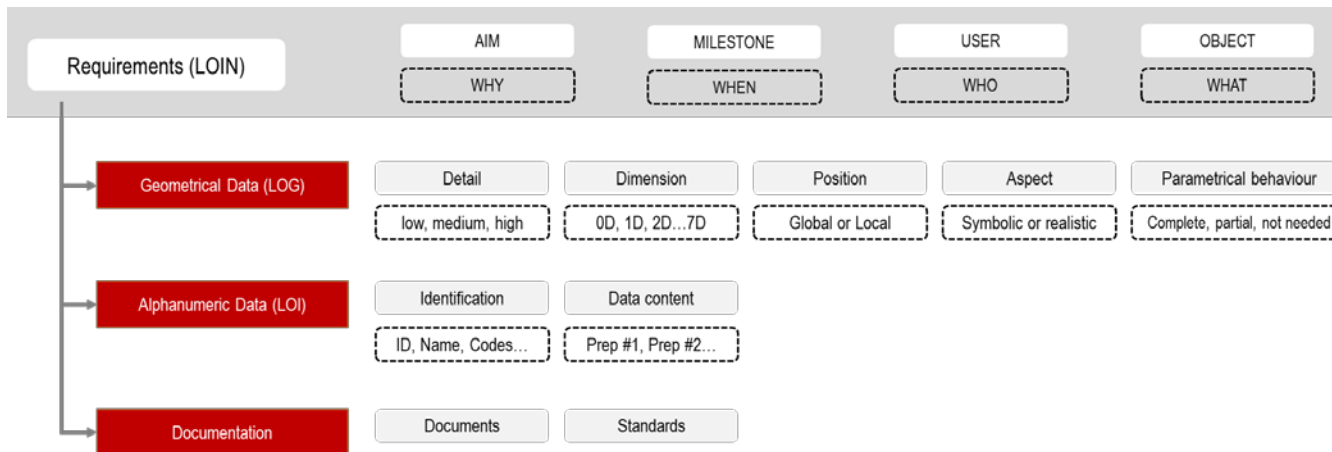 Requirements (LOIN)
AIM
MILESTONE
USER
OBJECT
WHY
WHEN
WHO
WHAT
Geometrical Data (LOG)
Detail
Dimension
Position
Aspect
Parametrical behaviour
low, medium, high
0D, 1D, 2D...7D
Global or Local
Symbolic or realistic
Complete, partial, not needed
Alphanumeric Data (LOI)
Identification
Data content
ID, Name, Codes...
Prep #1, Prep #2...
Documentation
Documents
Standards